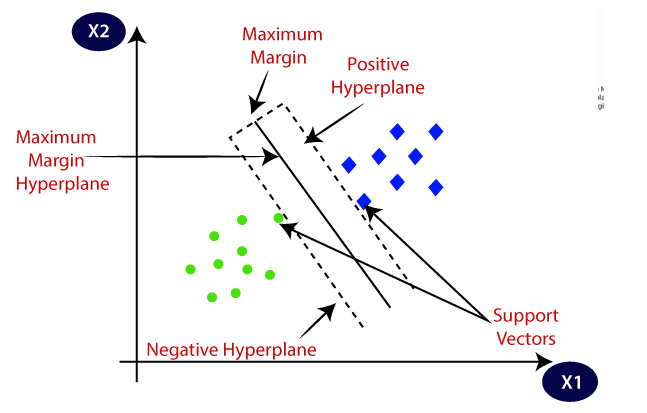 X2
Maximum
Margin
Positive
Hyperplane
Maximum
Margin
Hyperplane
Support
Vectors
Negative Hyperplane
X1